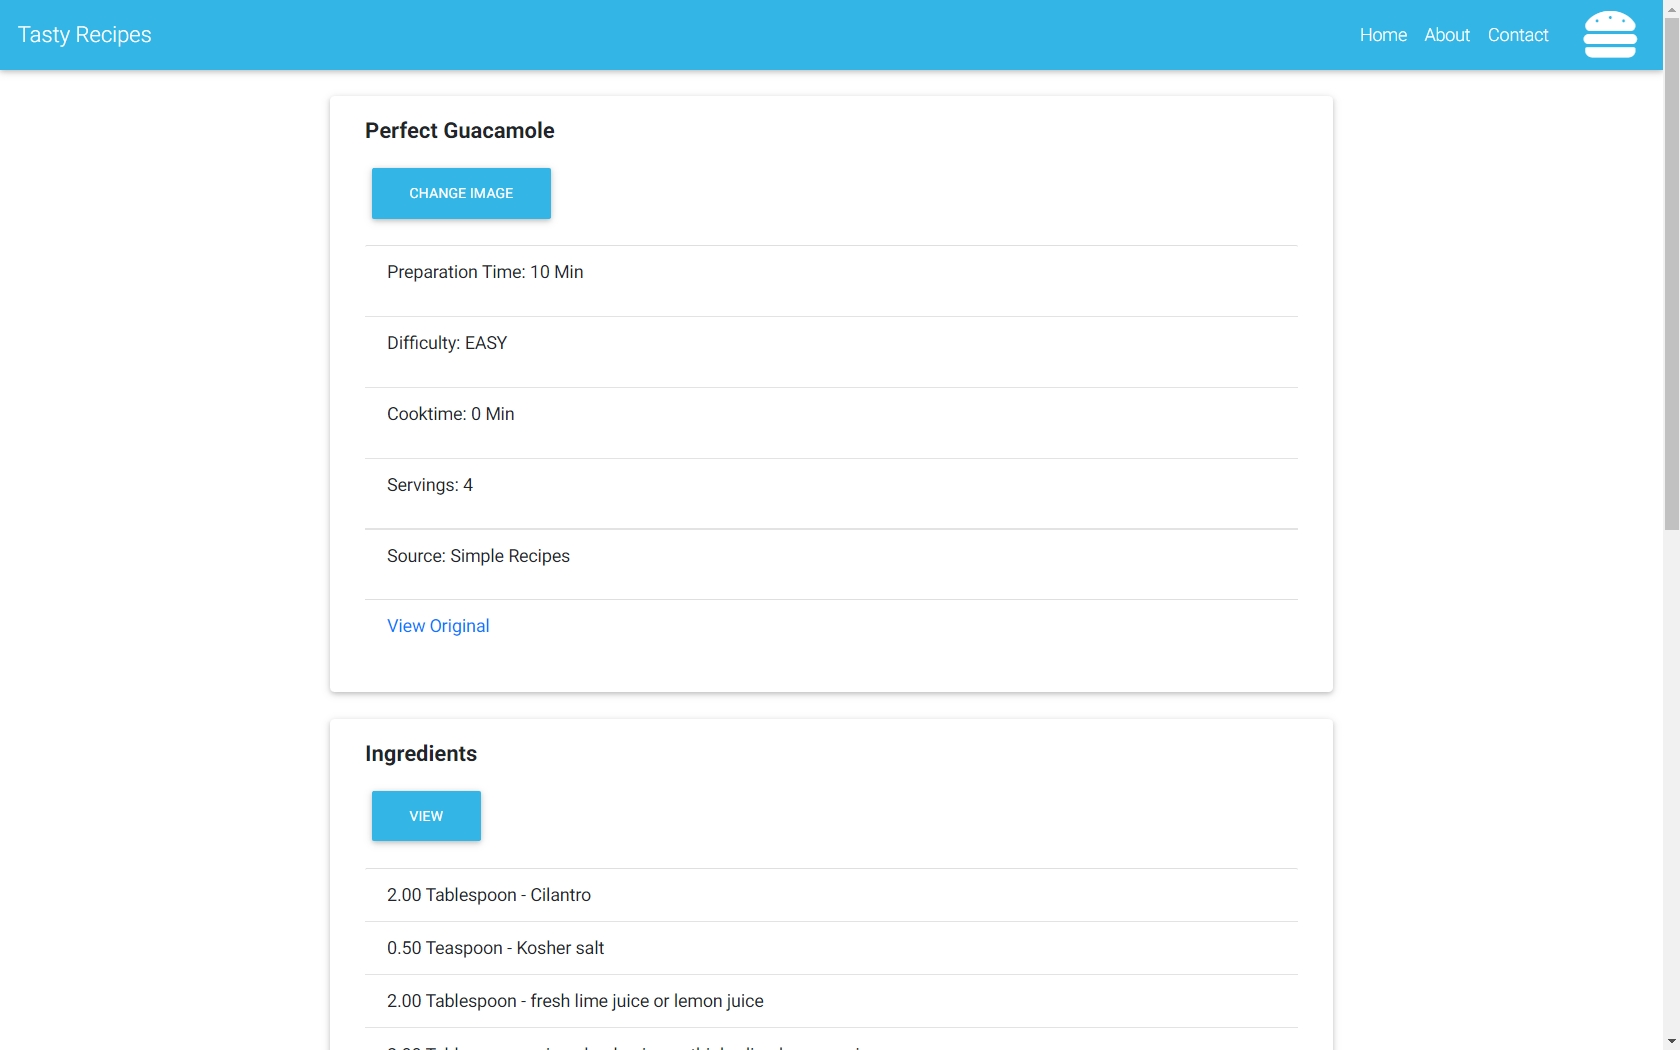 Tasty Recipes
Home About Contact
Perfect Guacamole
CHANGE IMAGE
Preparation Time: 10 Min
Difficulty: EASY
Cooktime: 0 Min
Servings: 4
Source: Simple Recipes
View Original
Ingredients
VIEW
2.00 Tablespoon - Cilantro
0.50 Teaspoon - Kosher salt
2.00 Tablespoon - fresh lime juice or lemon juice